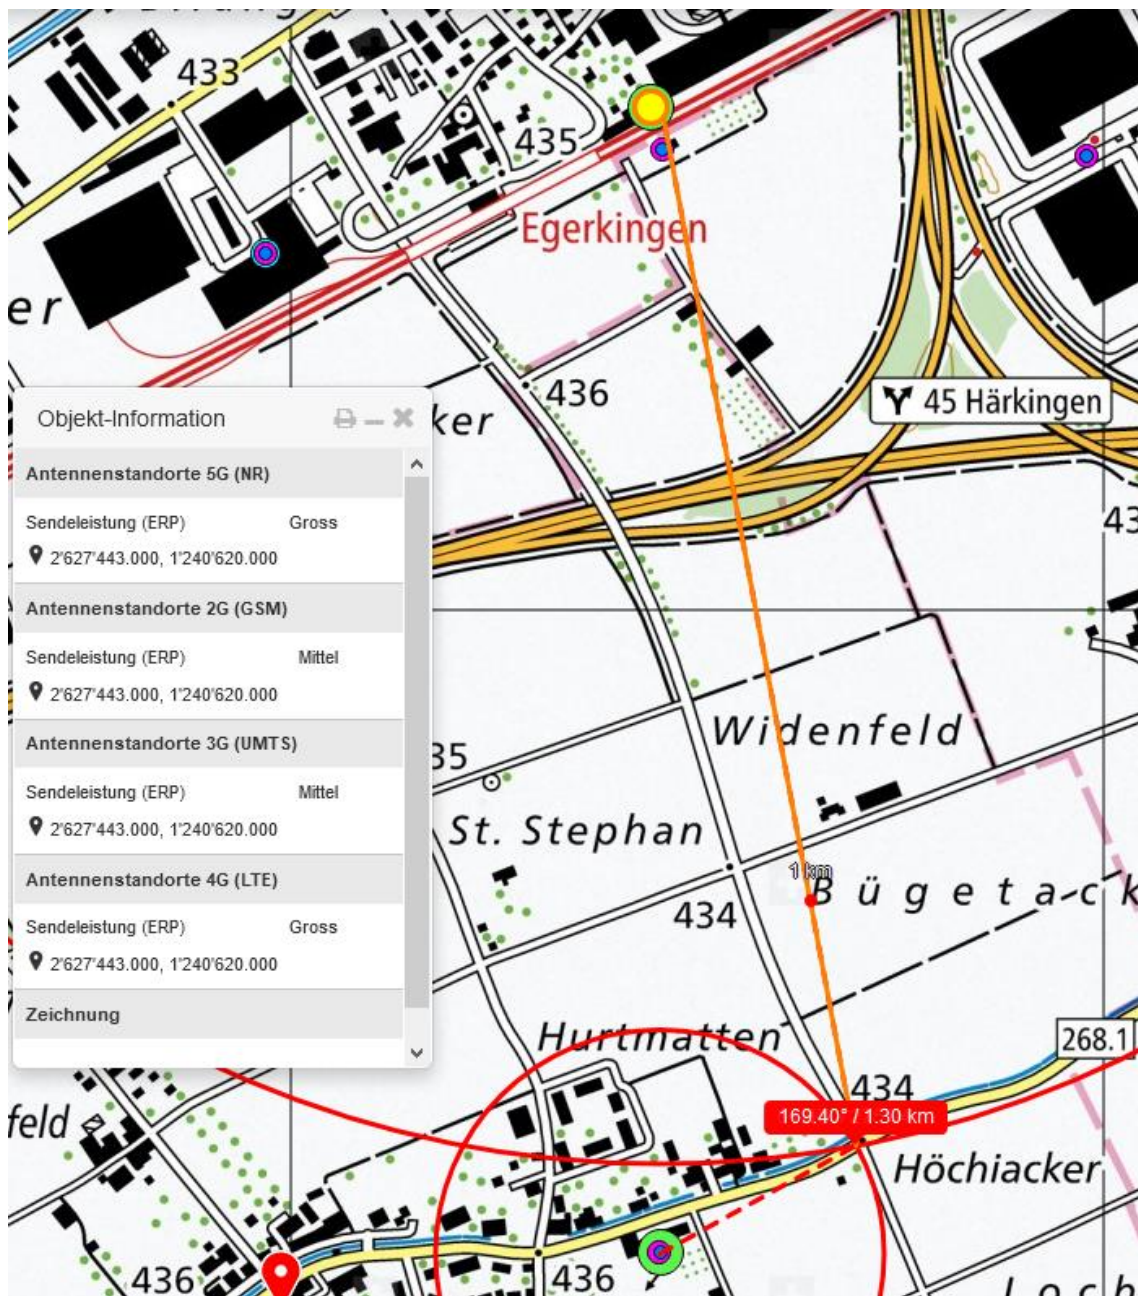 433
435
Egerkingen
er
436
45 Härkingen
Objekt-Information
ker
Antennenstandorte 5G (NR)
Sendeleistung (ERP) Gross
2'627'443.000, 1'240'620.000
43
Antennenstandorte 2G (GSM)
Sendeleistung (ERP) Mittel
2'627'443.000, 1'240'620.000
Antennenstandorte 3G (UMTS)
Widenfeld
35
Sendeleistung (ERP) Mittel
2'627'443.000, 1'240'620.000
St. Stephan
Antennenstandorte 4G (LTE)
1 km
Bügetack
434
Sendeleistung (ERP) Gross
2'627'443.000, 1'240'620.000
Zeichnung
Hurtmatten
268.1
434
feld
169.40° / 1.30 km
Höchiacker
436
436
Loch